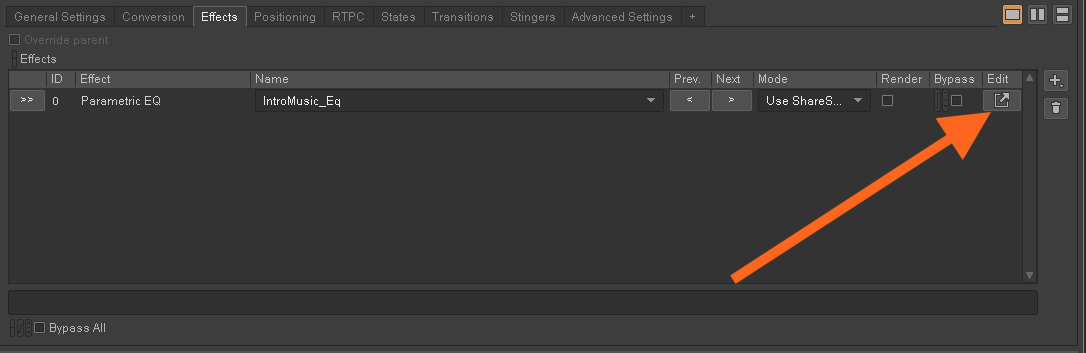 General Settings Conversion Effects Positioning RTPC States Transitions Stingers Advanced Settings +
Override parent
Effects
ID Effect Name Prev. Next Mode Render Bypass Edit
>> 0 Parametric EQ IntroMusic_Eq < > Use ShareS...
Bypass All